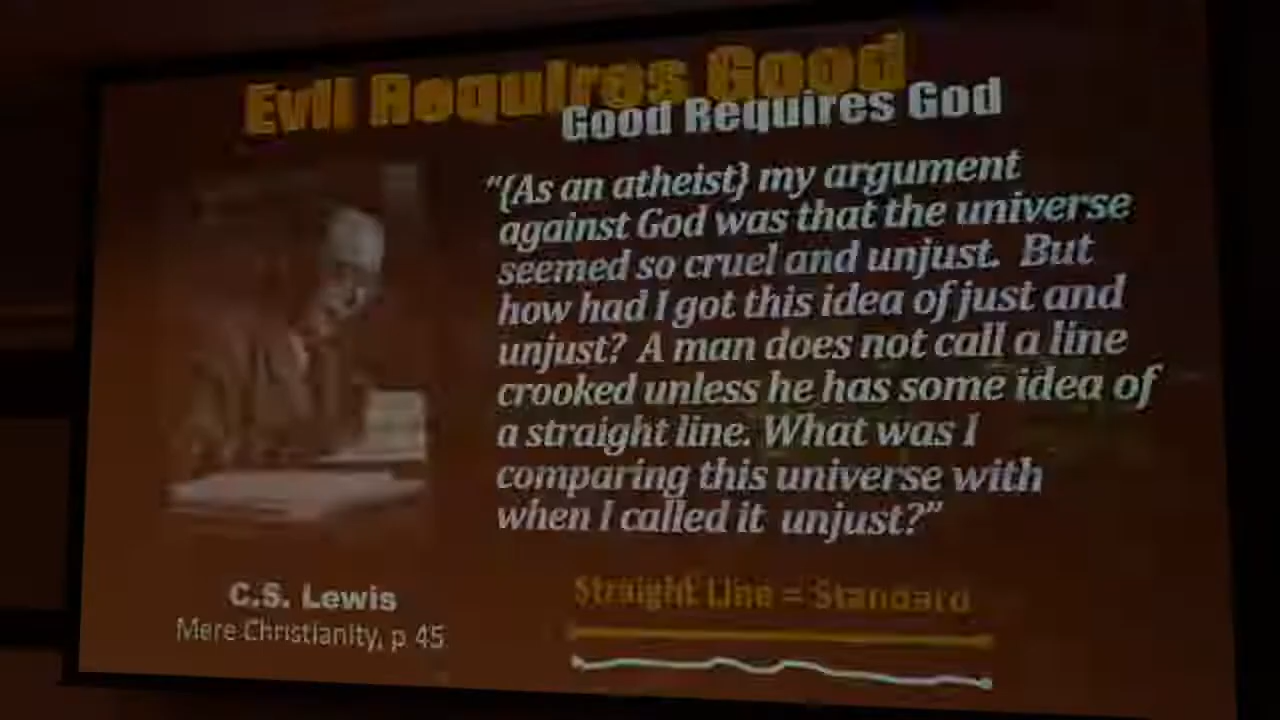 Evil Requires Good
Good Requires God
"{As an atheist} my argument
against God was that the universe
seemed so cruel and unjust. But
how had I got this idea of just and
unjust? A man does not call a line
crooked unless he has some idea of
a straight line. What was I
comparing this universe with
when I called it unjust?"
C.S. Lewis
Mere Christianity, p 45
Straight Line = Standard